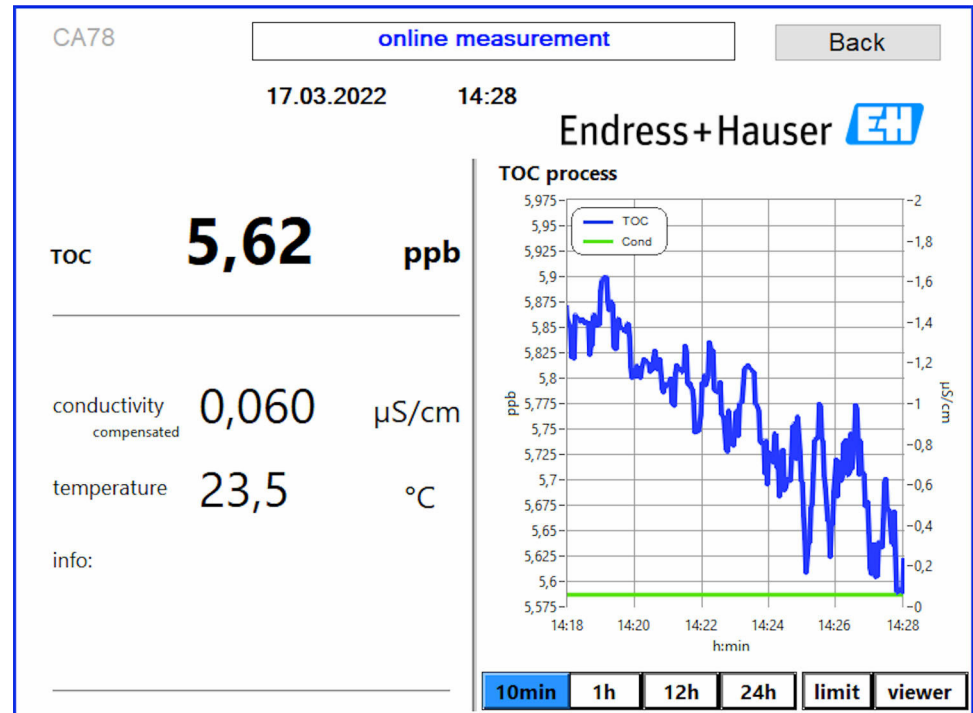 CA78
online measurement
Back
17.03.2022 14:28
Endress+Hauser EH
TOC 5,62 ppb
conductivity 0,060 µS/cm
compensated
temperature 23,5 °C
info:
TOC process
TOC
Cond
5,975
5,95
5,925
5,9
5,875
5,85
5,825
5,8
5,775
5,75
5,725
5,7
5,675
5,65
5,625
5,6
5,575
ppb
2
1,8
1,6
1,4
1,2
1
0,8
0,6
0,4
0,2
0
µS/cm
14:18 14:20 14:22 14:24 14:26 14:28
h:min
10min 1h 12h 24h limit viewer